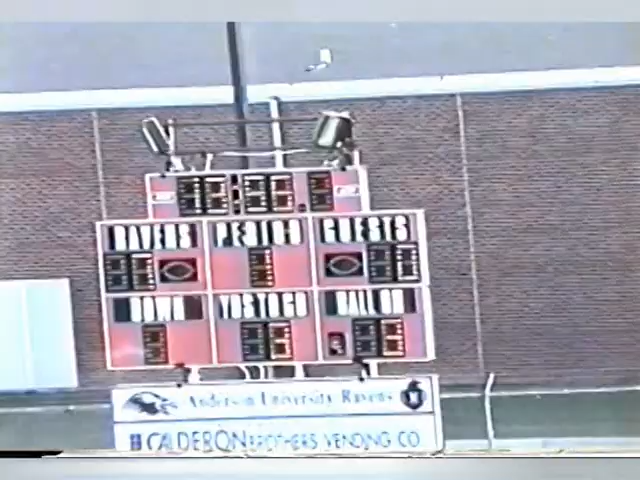 RAVENS PERIOD GUESTS
DOWN YDS TO GO BALL ON
Anderson University Ravens
CALDERON BROTHERS VENDING CO